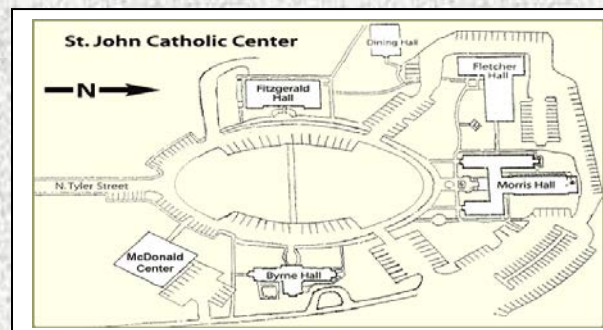 St. John Catholic Center
Dining Hall
Fletcher
Hall
N
Fitzgerald
Hall
N. Tyler Street
Morris Hall
McDonald
Center
Byrne Hall